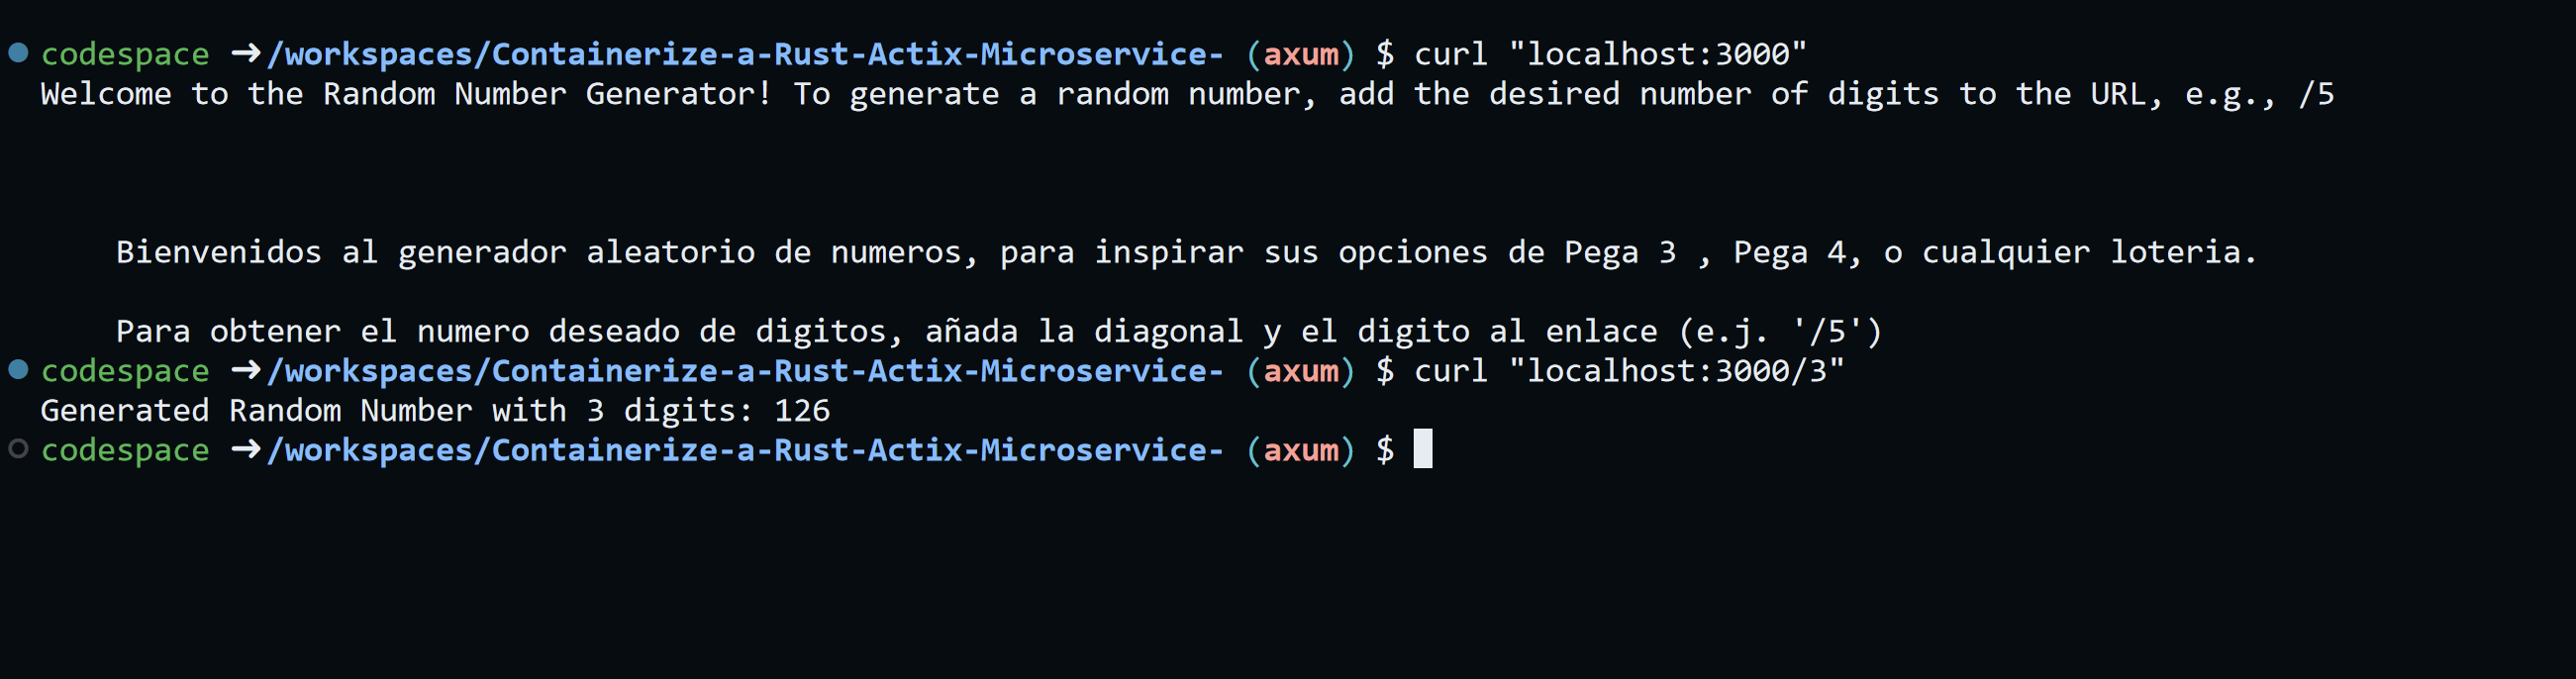 codespace ➜/workspaces/Containerize-a-Rust-Actix-Microservice- (axum) $ curl "localhost:3000"
Welcome to the Random Number Generator! To generate a random number, add the desired number of digits to the URL, e.g., /5
Bienvenidos al generador aleatorio de numeros, para inspirar sus opciones de Pega 3 , Pega 4, o cualquier loteria.
Para obtener el numero deseado de digitos, añada la diagonal y el digito al enlace (e.j. '/5')
codespace ➜/workspaces/Containerize-a-Rust-Actix-Microservice- (axum) $ curl "localhost:3000/3"
Generated Random Number with 3 digits: 126
codespace ➜/workspaces/Containerize-a-Rust-Actix-Microservice- (axum) $